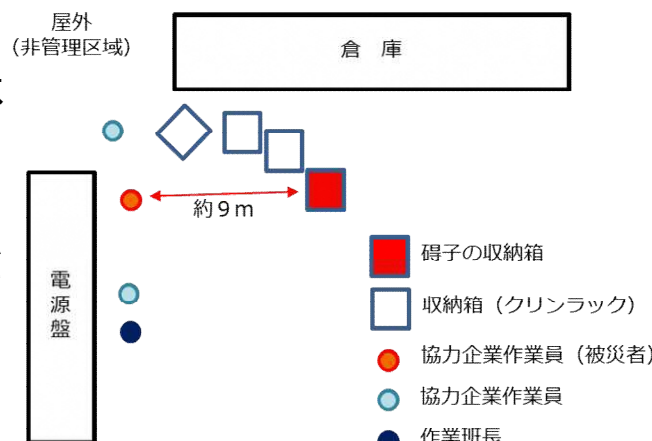 屋外
（非管理区域）
倉 庫
約９ｍ
電源盤
碍子の収納箱
収納箱（クリンラック）
協力企業作業員（被災者）
協力企業作業員
作業班長